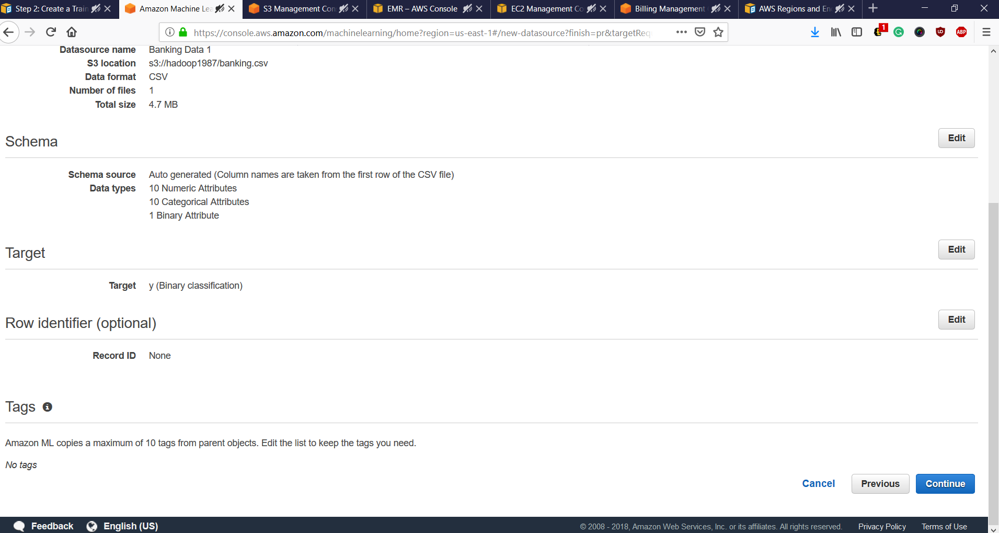 Step 2: Create a Train
Amazon Machine Lea
S3 Management Con
EMR – AWS Console
EC2 Management Co
Billing Management
AWS Regions and En
https://console.aws.amazon.com/machinelearning/home?region=us-east-1#/new-datasource?finish=pr&targetReq
1
UD
ABP
Datasource name Banking Data 1
S3 location s3://hadoop1987/banking.csv
Data format CSV
Number of files 1
Total size 4.7 MB
Schema Edit
Schema source Auto generated (Column names are taken from the first row of the CSV file)
Data types 10 Numeric Attributes
10 Categorical Attributes
1 Binary Attribute
Target Edit
Target y (Binary classification)
Row identifier (optional) Edit
Record ID None
Tags
Amazon ML copies a maximum of 10 tags from parent objects. Edit the list to keep the tags you need.
No tags
Cancel Previous Continue
Feedback English (US) © 2008 - 2018, Amazon Web Services, Inc. or its affiliates. All rights reserved. Privacy Policy Terms of Use